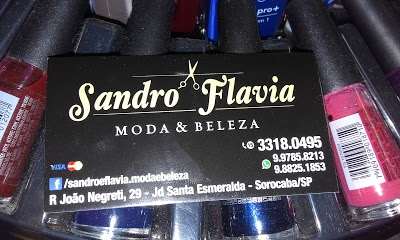 pro+
Sandro Flavia
MODA & BELEZA
3318.0495
9.9785.8213
9.8825.1853
VISA
/sandroeflavia.modaebeleza
R João Negreti, 29 - Jd Santa Esmeralda - Sorocaba/SP